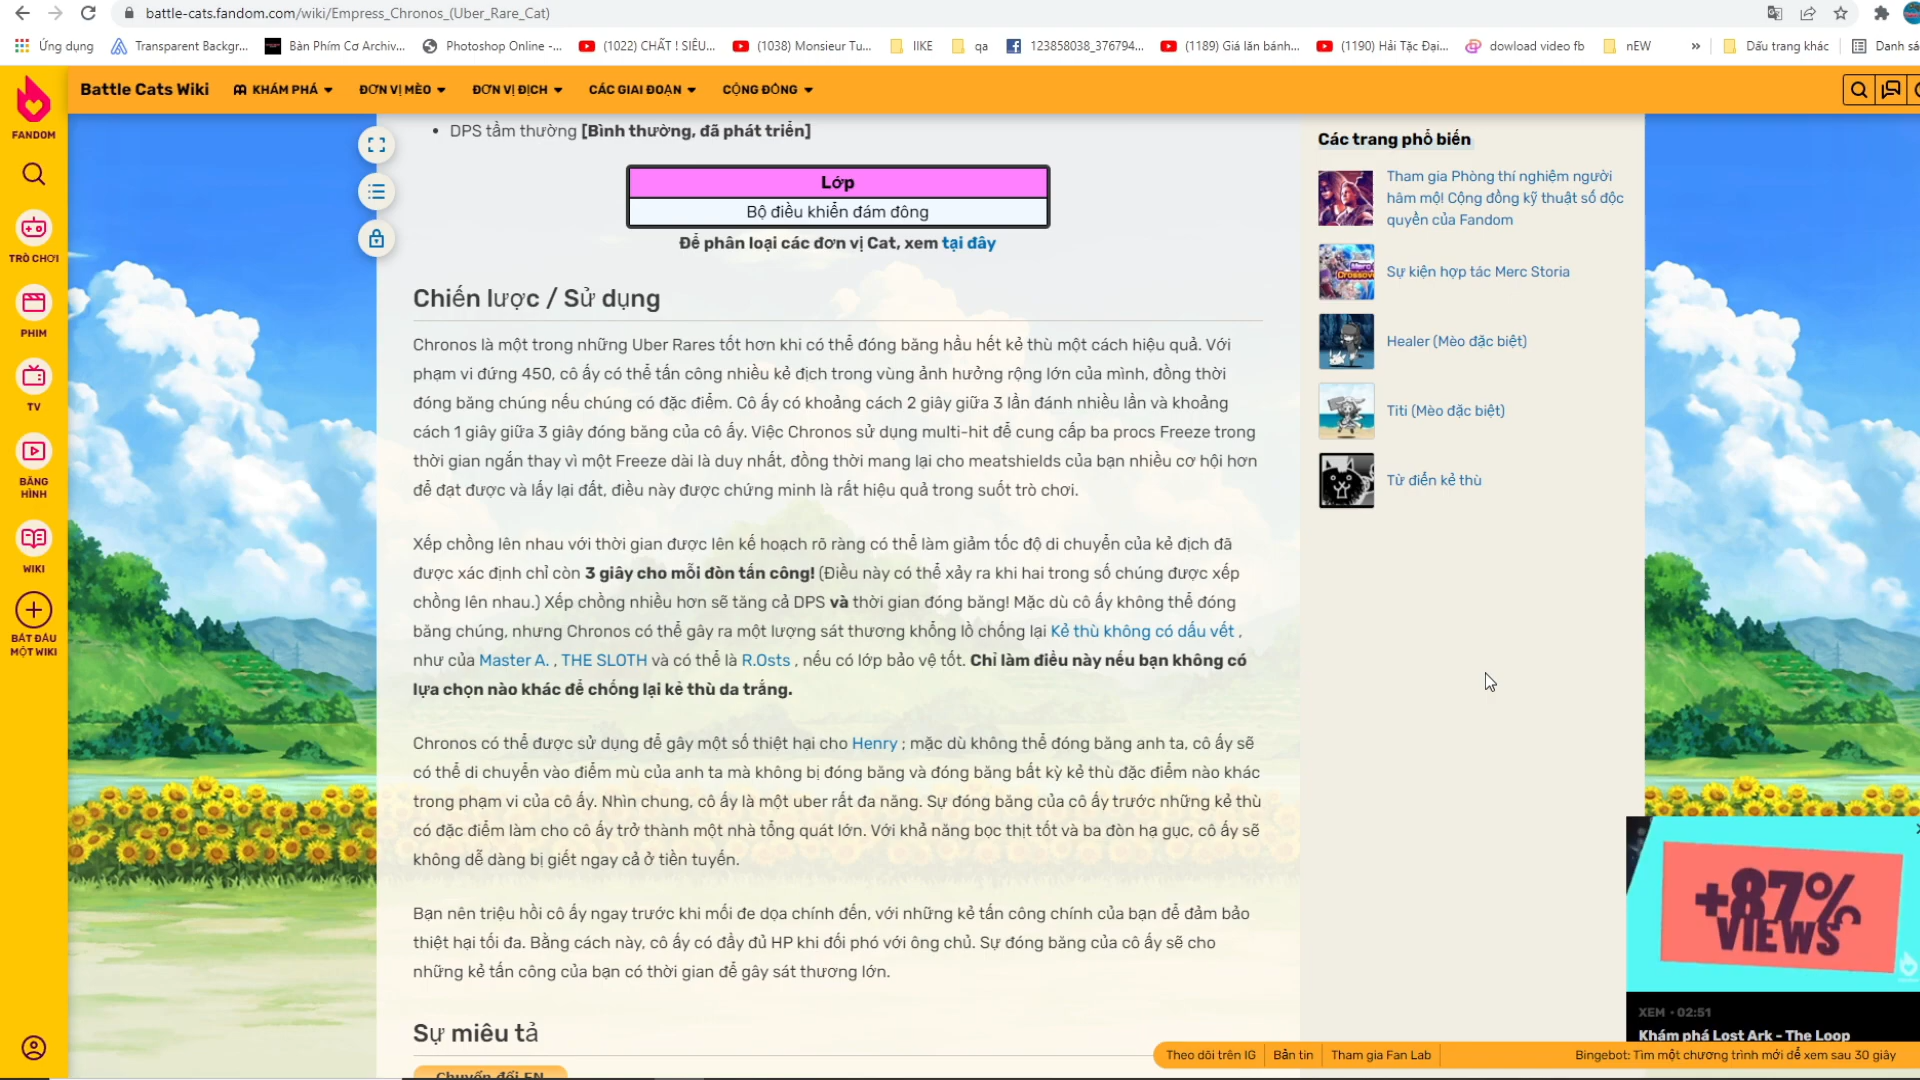 battle-cats.fandom.com/wiki/Empress_Chronos_(Uber_Rare_Cat)
Ứng dụng
Transparent Backgr...
Bàn Phím Cơ Archiv...
Photoshop Online -...
(1022) CHẤT ! SIÊU...
(1038) Monsieur Tu...
IIKE
qa
123858038_376794...
(1189) Giá lăn bánh...
(1190) Hải Tặc Đại...
dowload video fb
nEW
»
Dấu trang khác
Danh sá
FANDOM
TRÒ CHƠI
PHIM
TV
BĂNG
HÌNH
WIKI
BẮT ĐẦU
MỘT WIKI
Battle Cats Wiki
KHÁM PHÁ
ĐƠN VỊ MÈO
ĐƠN VỊ ĐỊCH
CÁC GIAI ĐOẠN
CỘNG ĐỒNG
• DPS tầm thường [Bình thường, đã phát triển]
Lớp
Bộ điều khiển đám đông
Để phân loại các đơn vị Cat, xem tại đây
Chiến lược / Sử dụng
Chronos là một trong những Uber Rares tốt hơn khi có thể đóng băng hầu hết kẻ thù một cách hiệu quả. Với
phạm vi đứng 450, cô ấy có thể tấn công nhiều kẻ địch trong vùng ảnh hưởng rộng lớn của mình, đồng thời
đóng băng chúng nếu chúng có đặc điểm. Cô ấy có khoảng cách 2 giây giữa 3 lần đánh nhiều lần và khoảng
cách 1 giây giữa 3 giây đóng băng của cô ấy. Việc Chronos sử dụng multi-hit để cung cấp ba procs Freeze trong
thời gian ngắn thay vì một Freeze dài là duy nhất, đồng thời mang lại cho meatshields của bạn nhiều cơ hội hơn
để đạt được và lấy lại đất, điều này được chứng minh là rất hiệu quả trong suốt trò chơi.
Xếp chồng lên nhau với thời gian được lên kế hoạch rõ ràng có thể làm giảm tốc độ di chuyển của kẻ địch đã
được xác định chỉ còn 3 giây cho mỗi đòn tấn công! (Điều này có thể xảy ra khi hai trong số chúng được xếp
chồng lên nhau.) Xếp chồng nhiều hơn sẽ tăng cả DPS và thời gian đóng băng! Mặc dù cô ấy không thể đóng
băng chúng, nhưng Chronos có thể gây ra một lượng sát thương khổng lồ chống lại Kẻ thù không có dấu vết ,
như của Master A. , THE SLOTH và có thể là R.Osts , nếu có lớp bảo vệ tốt. Chỉ làm điều này nếu bạn không có
lựa chọn nào khác để chống lại kẻ thù da trắng.
Chronos có thể được sử dụng để gây một số thiệt hại cho Henry ; mặc dù không thể đóng băng anh ta, cô ấy sẽ
có thể di chuyển vào điểm mù của anh ta mà không bị đóng băng và đóng băng bất kỳ kẻ thù đặc điểm nào khác
trong phạm vi của cô ấy. Nhìn chung, cô ấy là một uber rất đa năng. Sự đóng băng của cô ấy trước những kẻ thù
có đặc điểm làm cho cô ấy trở thành một nhà tổng quát lớn. Với khả năng bọc thịt tốt và ba đòn hạ gục, cô ấy sẽ
không dễ dàng bị giết ngay cả ở tiền tuyến.
Bạn nên triệu hồi cô ấy ngay trước khi mối đe dọa chính đến, với những kẻ tấn công chính của bạn để đảm bảo
thiệt hại tối đa. Bằng cách này, cô ấy có đầy đủ HP khi đối phó với ông chủ. Sự đóng băng của cô ấy sẽ cho
những kẻ tấn công của bạn có thời gian để gây sát thương lớn.
Sự miêu tả
Chuyển đổi EN
Các trang phổ biến
Tham gia Phòng thí nghiệm người
hâm mộ! Cộng đồng kỹ thuật số độc
quyền của Fandom
Sự kiện hợp tác Merc Storia
Healer (Mèo đặc biệt)
Titi (Mèo đặc biệt)
Từ điển kẻ thù
+87%
VIEWS
XEM • 02:51
Khám phá Lost Ark - The Loop
Theo dõi trên IG
Bản tin
Tham gia Fan Lab
Bingebot: Tìm một chương trình mới để xem sau 30 giây